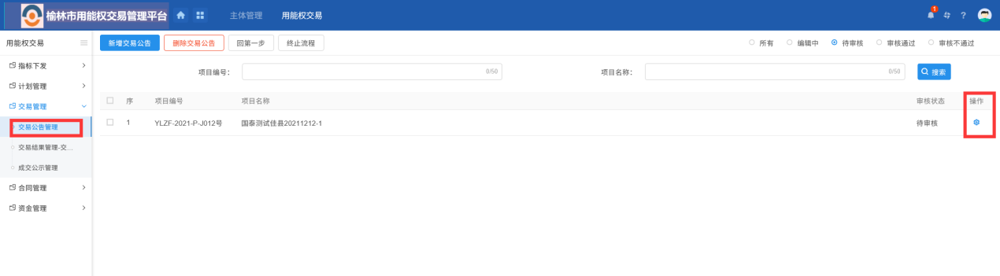 榆林市用能权交易管理平台 主体管理 用能权交易 1 ?
用能权交易 新增交易公告 删除交易公告 回第一步 终止流程 所有 编辑中 待审核 审核通过 审核不通过
指标下发
计划管理
交易管理
交易公告管理
交易结果管理-交...
成交公示管理
合同管理
资金管理
项目编号： 0/50 项目名称： 0/50 搜索
序 项目编号 项目名称 审核状态 操作
1 YLZF-2021-P-J012号 国泰测试佳县20211212-1 待审核